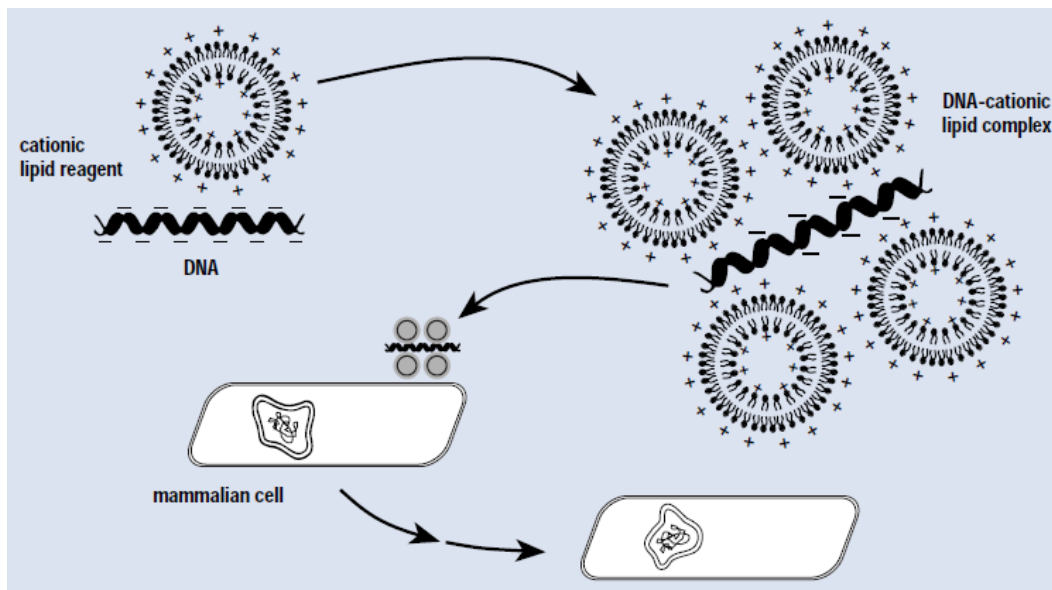 cationic
lipid reagent
DNA
DNA-cationic
lipid complex
mammalian cell